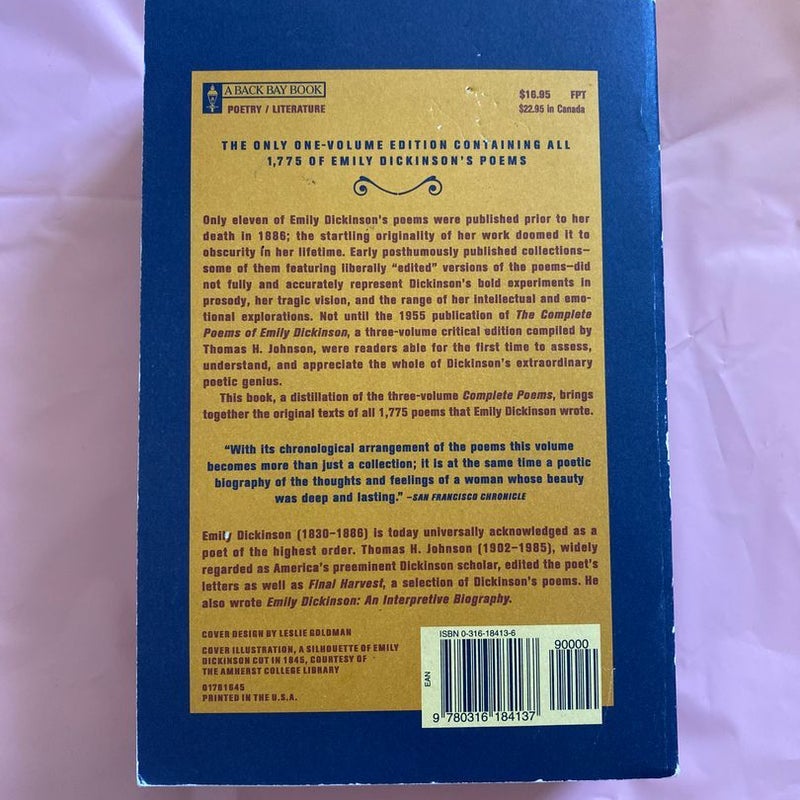 A BACK BAY BOOK
POETRY / LITERATURE
$16.95 FPT
$22.95 in Canada
THE ONLY ONE-VOLUME EDITION CONTAINING ALL
1,775 OF EMILY DICKINSON'S POEMS
Only eleven of Emily Dickinson's poems were published prior to her
death in 1886; the startling originality of her work doomed it to
obscurity in her lifetime. Early posthumously published collections—
some of them featuring liberally “edited” versions of the poems—did
not fully and accurately represent Dickinson's bold experiments in
prosody, her tragic vision, and the range of her intellectual and emo-
tional explorations. Not until the 1955 publication of The Complete
Poems of Emily Dickinson, a three-volume critical edition compiled by
Thomas H. Johnson, were readers able for the first time to assess,
understand, and appreciate the whole of Dickinson's extraordinary
poetic genius.
This book, a distillation of the three-volume Complete Poems, brings
together the original texts of all 1,775 poems that Emily Dickinson wrote.
“With its chronological arrangement of the poems this volume
becomes more than just a collection; it is at the same time a poetic
biography of the thoughts and feelings of a woman whose beauty
was deep and lasting.” –SAN FRANCISCO CHRONICLE
Emily Dickinson (1830–1886) is today universally acknowledged as a
poet of the highest order. Thomas H. Johnson (1902–1985), widely
regarded as America's preeminent Dickinson scholar, edited the poet's
letters as well as Final Harvest, a selection of Dickinson's poems. He
also wrote Emily Dickinson: An Interpretive Biography.
COVER DESIGN BY LESLIE GOLDMAN
COVER ILLUSTRATION, A SILHOUETTE OF EMILY
DICKINSON CUT IN 1845, COURTESY OF
THE AMHERST COLLEGE LIBRARY
01781645
PRINTED IN THE U.S.A.
ISBN 0-316-18413-6
90000
EAN
9 780316 184137